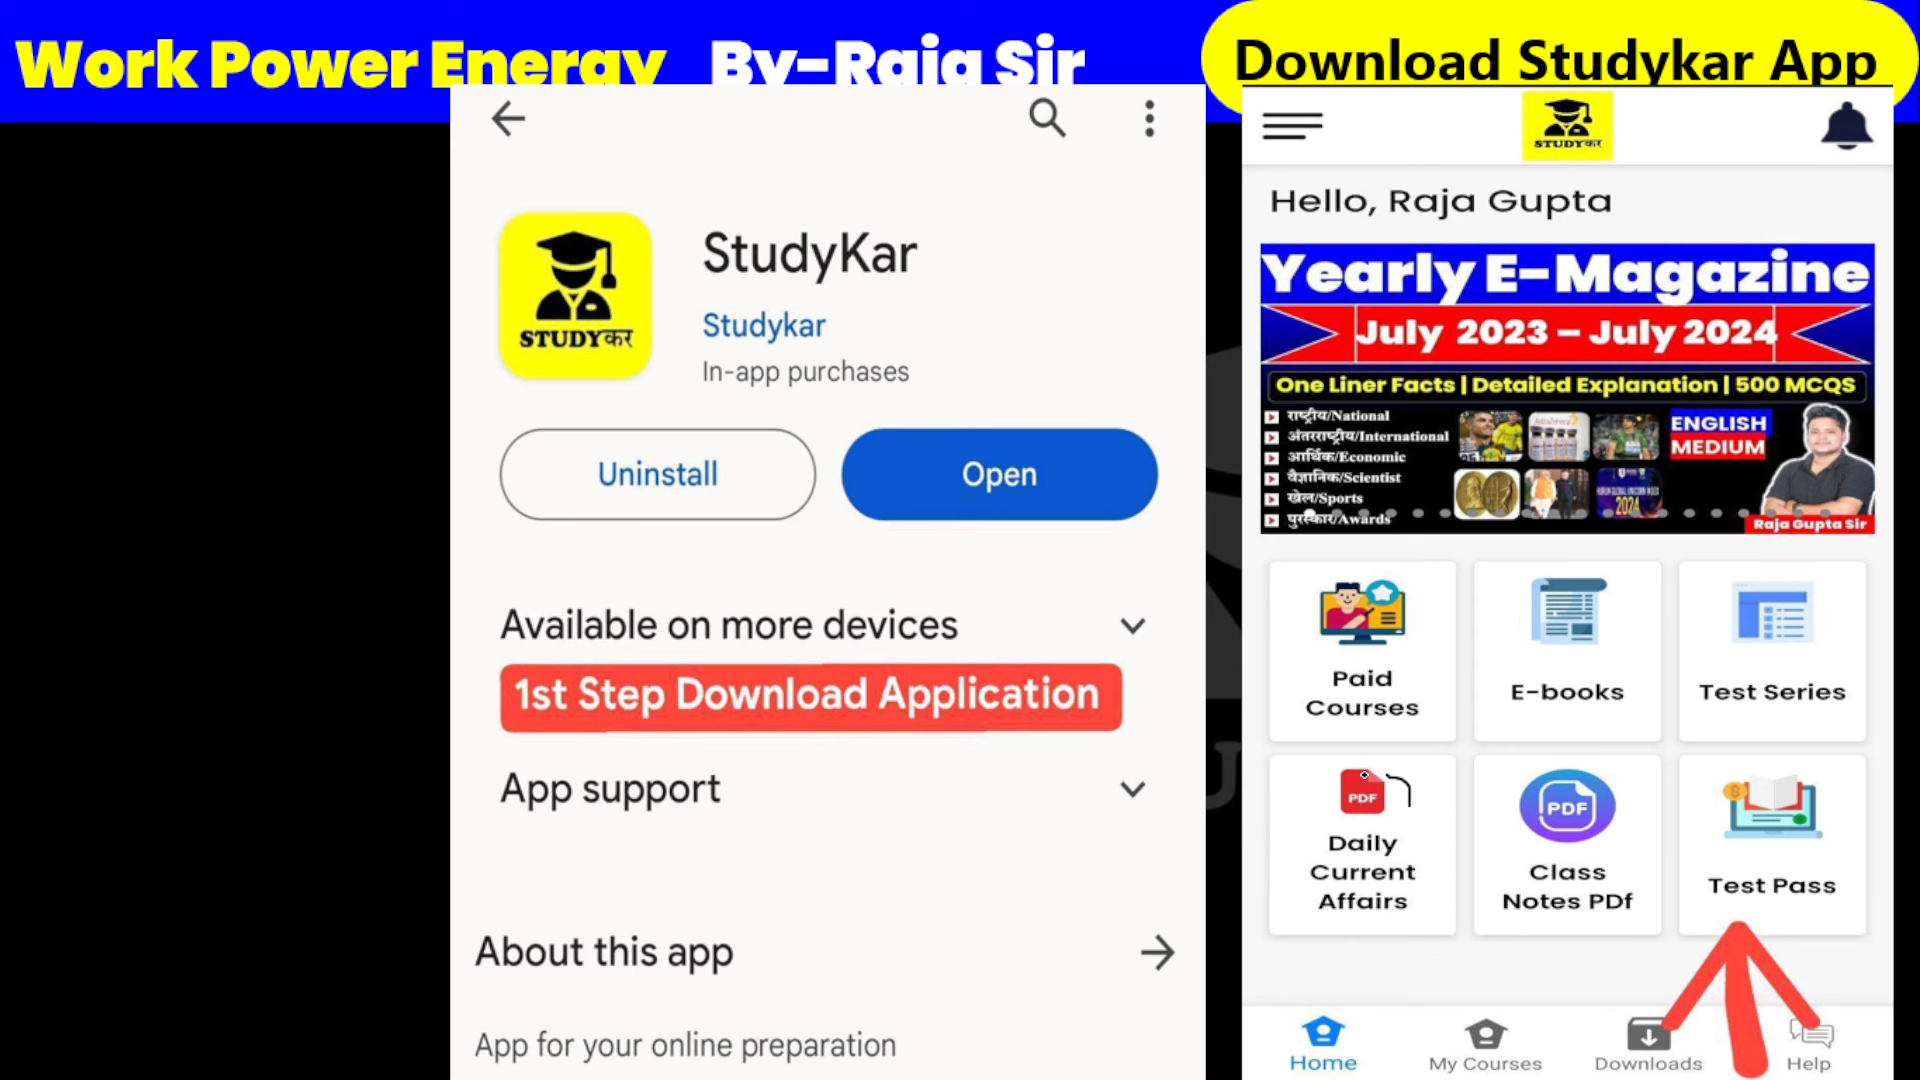 Work Power Energy By-Raja Sir
Download Studykar App
STUDYकर
StudyKar
Studykar
In-app purchases
Uninstall
Open
Available on more devices
1st Step Download Application
App support
About this app
App for your online preparation
STUDYकर
Hello, Raja Gupta
Yearly E-Magazine
July 2023 – July 2024
One Liner Facts | Detailed Explanation | 500 MCQS
राष्ट्रीय/National
अंतरराष्ट्रीय/International
आर्थिक/Economic
वैज्ञानिक/Scientist
खेल/Sports
पुरस्कार/Awards
ENGLISH
MEDIUM
2024
Raja Gupta Sir
Paid
Courses
E-books
Test Series
PDF
Daily
Current
Affairs
PDF
Class
Notes PDf
Test Pass
Home
My Courses
Downloads
Help